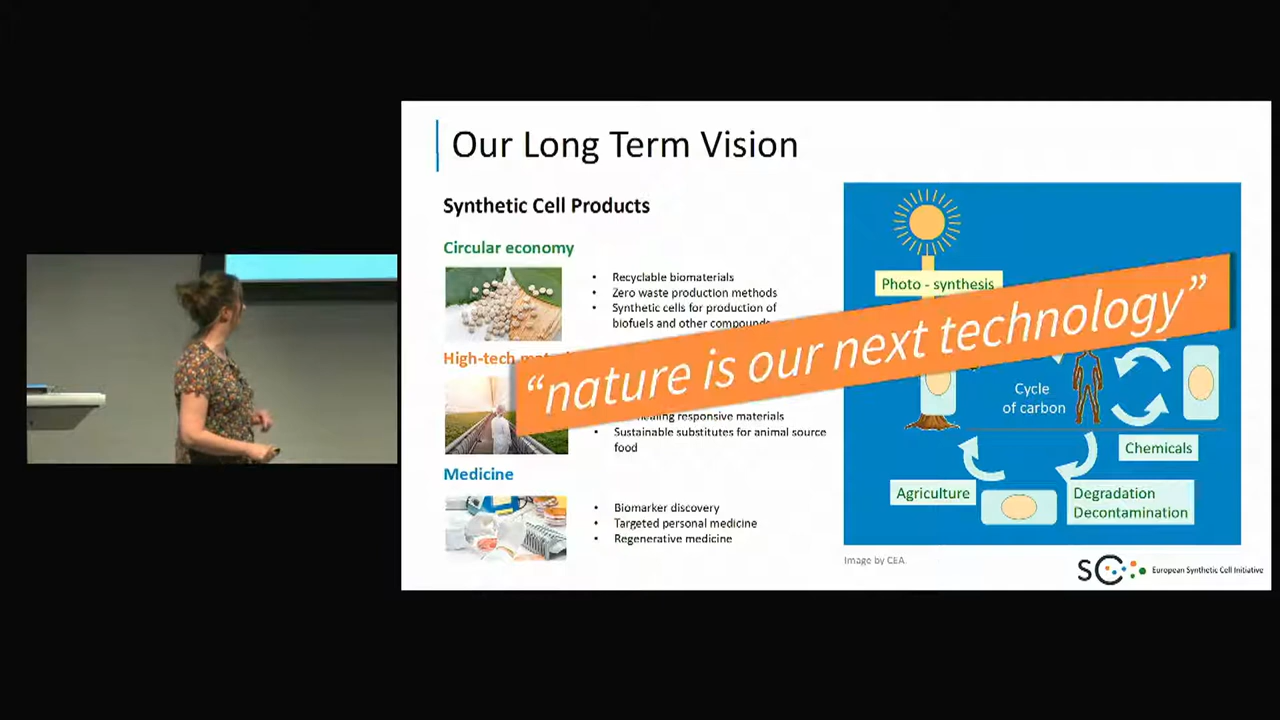 Our Long Term Vision
Synthetic Cell Products
Circular economy
• Recyclable biomaterials
• Zero waste production methods
• Synthetic cells for production of
biofuels and other compounds
High-tech
responsive materials
• Sustainable substitutes for animal source
food
Medicine
• Biomarker discovery
• Targeted personal medicine
• Regenerative medicine
Photo - synthesis
“nature is our next technology”
Cycle
of carbon
Chemicals
Agriculture
Degradation
Decontamination
Image by CEA.
SC
European Synthetic Cell Initiative